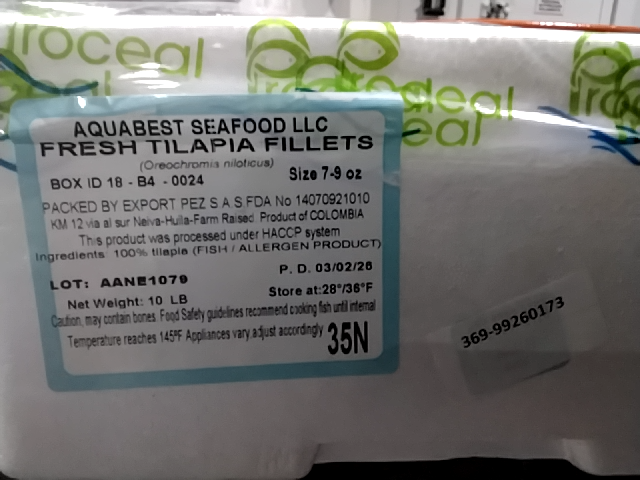 roceal
rocdeal
AQUABEST SEAFOOD LLC
FRESH TILAPIA FILLETS
(Oreochromis niloticus)
BOX ID 18 - B4 - 0024
Size 7-9 oz
PACKED BY EXPORT PEZ S A S FDA No 14070921010
KM 12 via al sur Neiva-Huila-Farm Raised. Product of COLOMBIA
This product was processed under HACCP system
Ingredients: 100% tilapia (FISH / ALLERGEN PRODUCT)
P. D. 03/02/26
LOT: AANE1079
Store at:28°/36°F
Net Weight: 10 LB
Caution, may contain bones. Food Safety guidelines recommend cooking fish until internal
Temperature reaches 145ºF Appliances vary,adjust accordingly
35N
369-99260173